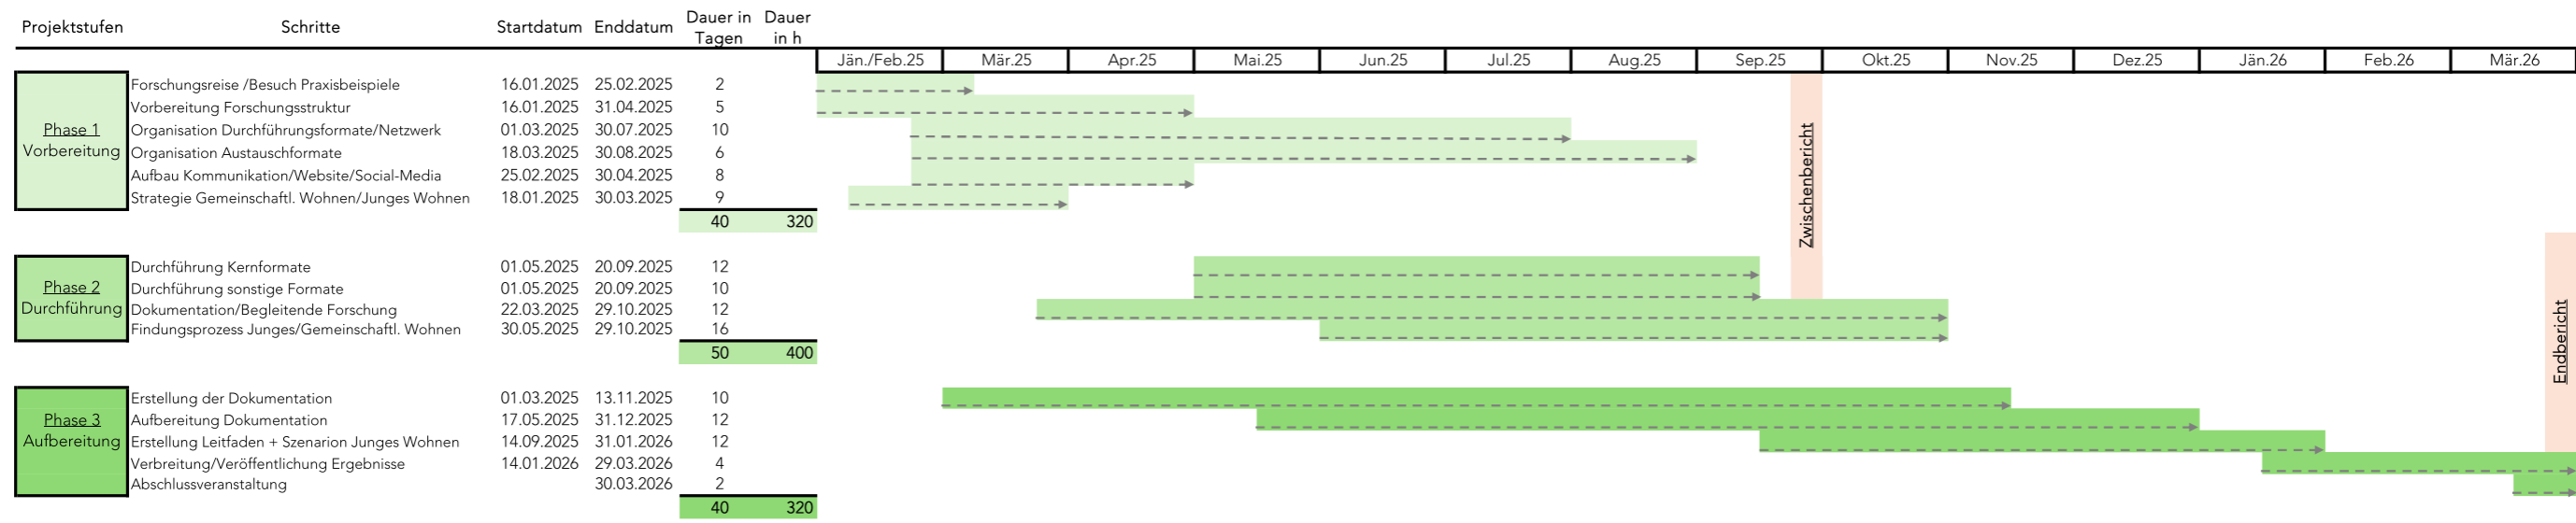 Projektstufen Schritte Startdatum Enddatum Dauer in Tagen Dauer in h
Jän./Feb.25 Mär.25 Apr.25 Mai.25 Jun.25 Jul.25 Aug.25 Sep.25 Okt.25 Nov.25 Dez.25 Jän.26 Feb.26 Mär.26
Phase 1
Vorbereitung
Forschungsreise /Besuch Praxisbeispiele 16.01.2025 25.02.2025 2
Vorbereitung Forschungsstruktur 16.01.2025 31.04.2025 5
Organisation Durchführungsformate/Netzwerk 01.03.2025 30.07.2025 10
Organisation Austauschformate 18.03.2025 30.08.2025 6
Aufbau Kommunikation/Website/Social-Media 25.02.2025 30.04.2025 8
Strategie Gemeinschaftl. Wohnen/Junges Wohnen 18.01.2025 30.03.2025 9
40 320
Zwischenbericht
Phase 2
Durchführung
Durchführung Kernformate 01.05.2025 20.09.2025 12
Durchführung sonstige Formate 01.05.2025 20.09.2025 10
Dokumentation/Begleitende Forschung 22.03.2025 29.10.2025 12
Findungsprozess Junges/Gemeinschaftl. Wohnen 30.05.2025 29.10.2025 16
50 400
Endbericht
Phase 3
Aufbereitung
Erstellung der Dokumentation 01.03.2025 13.11.2025 10
Aufbereitung Dokumentation 17.05.2025 31.12.2025 12
Erstellung Leitfaden + Szenarion Junges Wohnen 14.09.2025 31.01.2026 12
Verbreitung/Veröffentlichung Ergebnisse 14.01.2026 29.03.2026 4
Abschlussveranstaltung 30.03.2026 2
40 320